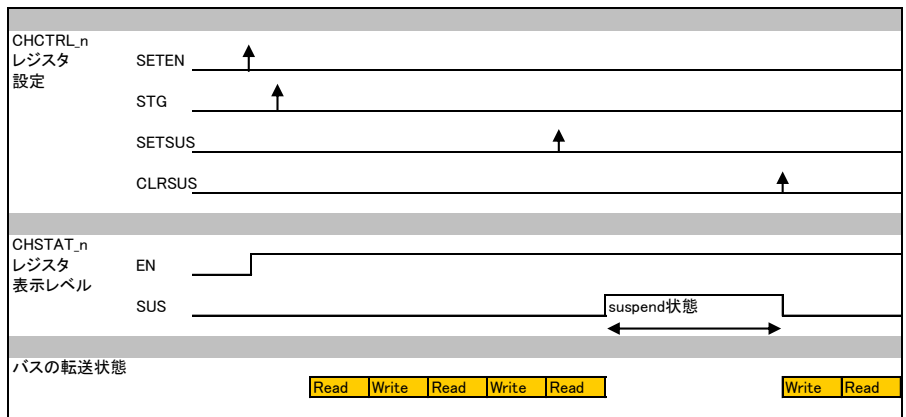 CHCTRL_n
レジスタ
設定
SETEN
STG
SETSUS
CLRSUS
CHSTAT_n
レジスタ
表示レベル
EN
SUS
suspend状態
バスの転送状態
Read Write Read Write Read Write Read